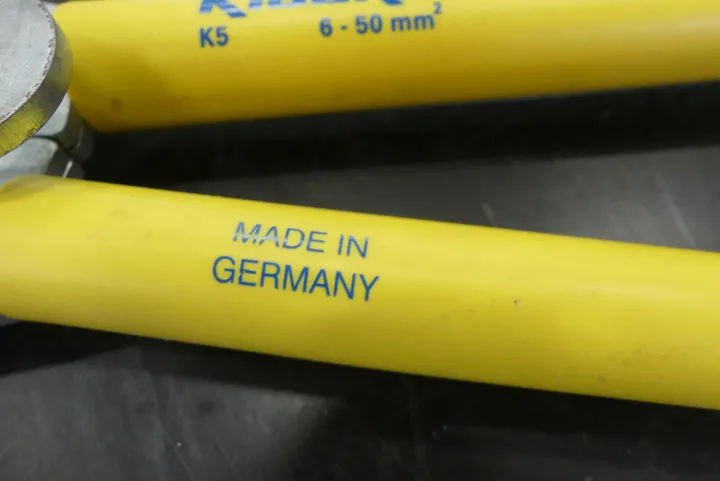 K5 6 - 50 mm²
MADE IN
GERMANY